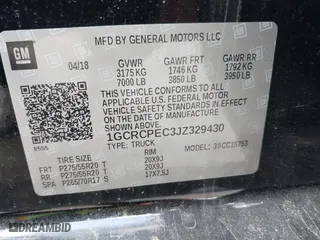 GM
MFD BY GENERAL MOTORS LLC
04/18
GVWR
3175 KG
7000 LB
GAWR FRT
1746 KG
3850 LB
GAWR RR
1792 KG
3950 LB
THIS VEHICLE CONFORMS TO ALL APPLICABLE U.S. FEDERAL MOTOR VEHICLE SAFETY STANDARDS IN EFFECT ON THE DATE OF MANUFACTURE SHOWN ABOVE.
1GCRCPEC3JZ329430
TYPE: TRUCK
TIRE SIZE
RIM
FRT P275/55R20 T 20X9J
RR P275/55R20 T 20X9J
SPA P265/70R17 S 17X7.5J
DEALERS AUCTION HISTORY